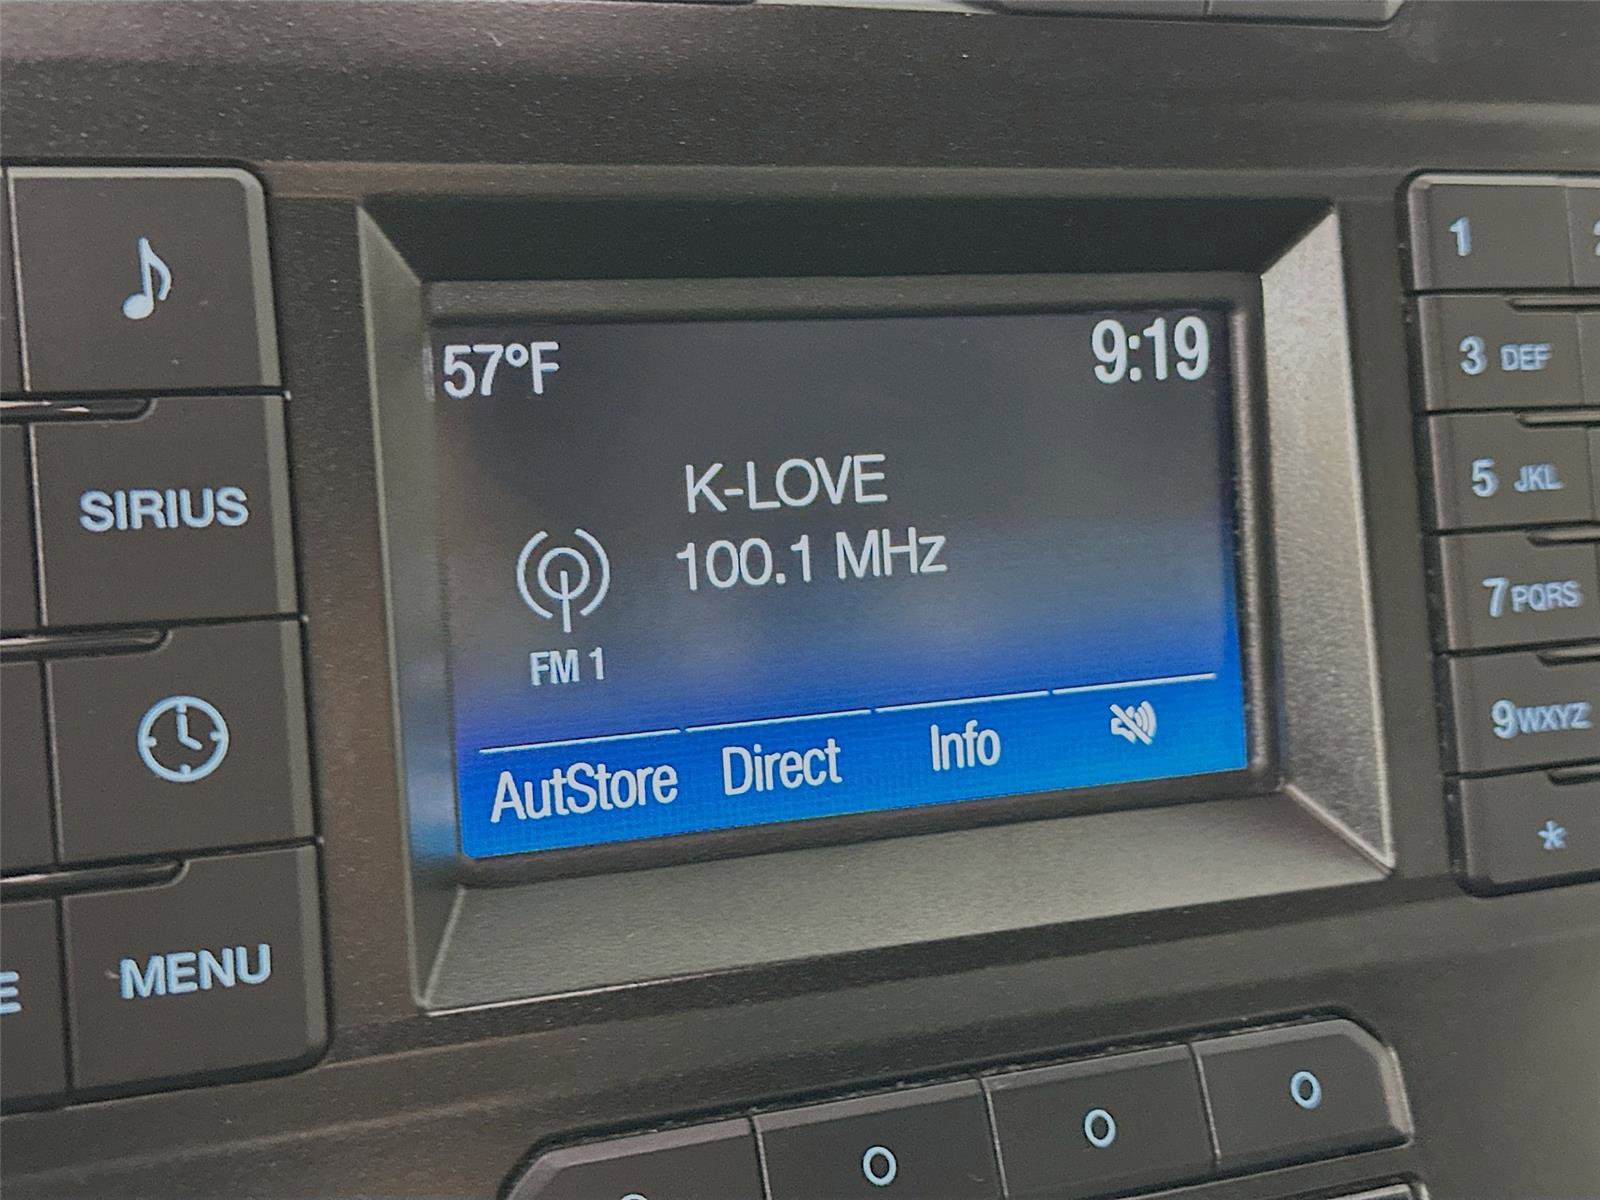 57°F
9:19
K-LOVE
100.1 MHz
FM 1
AutStore
Direct
Info
SIRIUS
MENU
E
1
3 DEF
5 JKL
7 PQRS
9 WXYZ
*